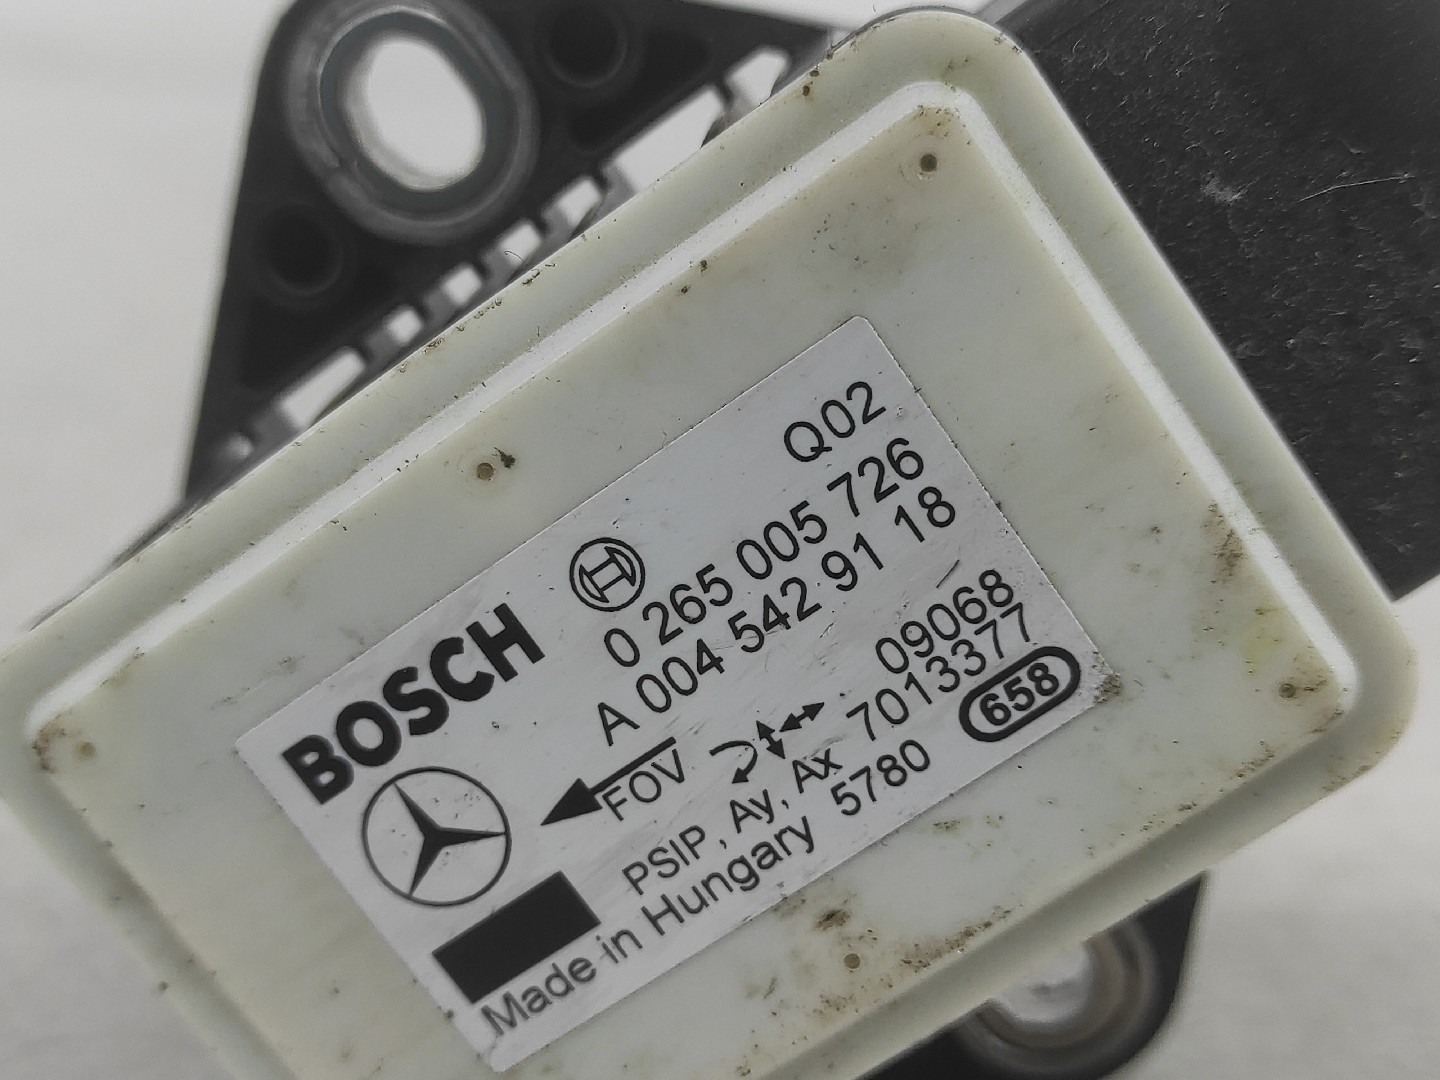 Q02
BOSCH
0 265 005 726
A 004 542 91 18
09068
FOV
7013377
PSIP, Ay, Ax
658
Made in Hungary
5780